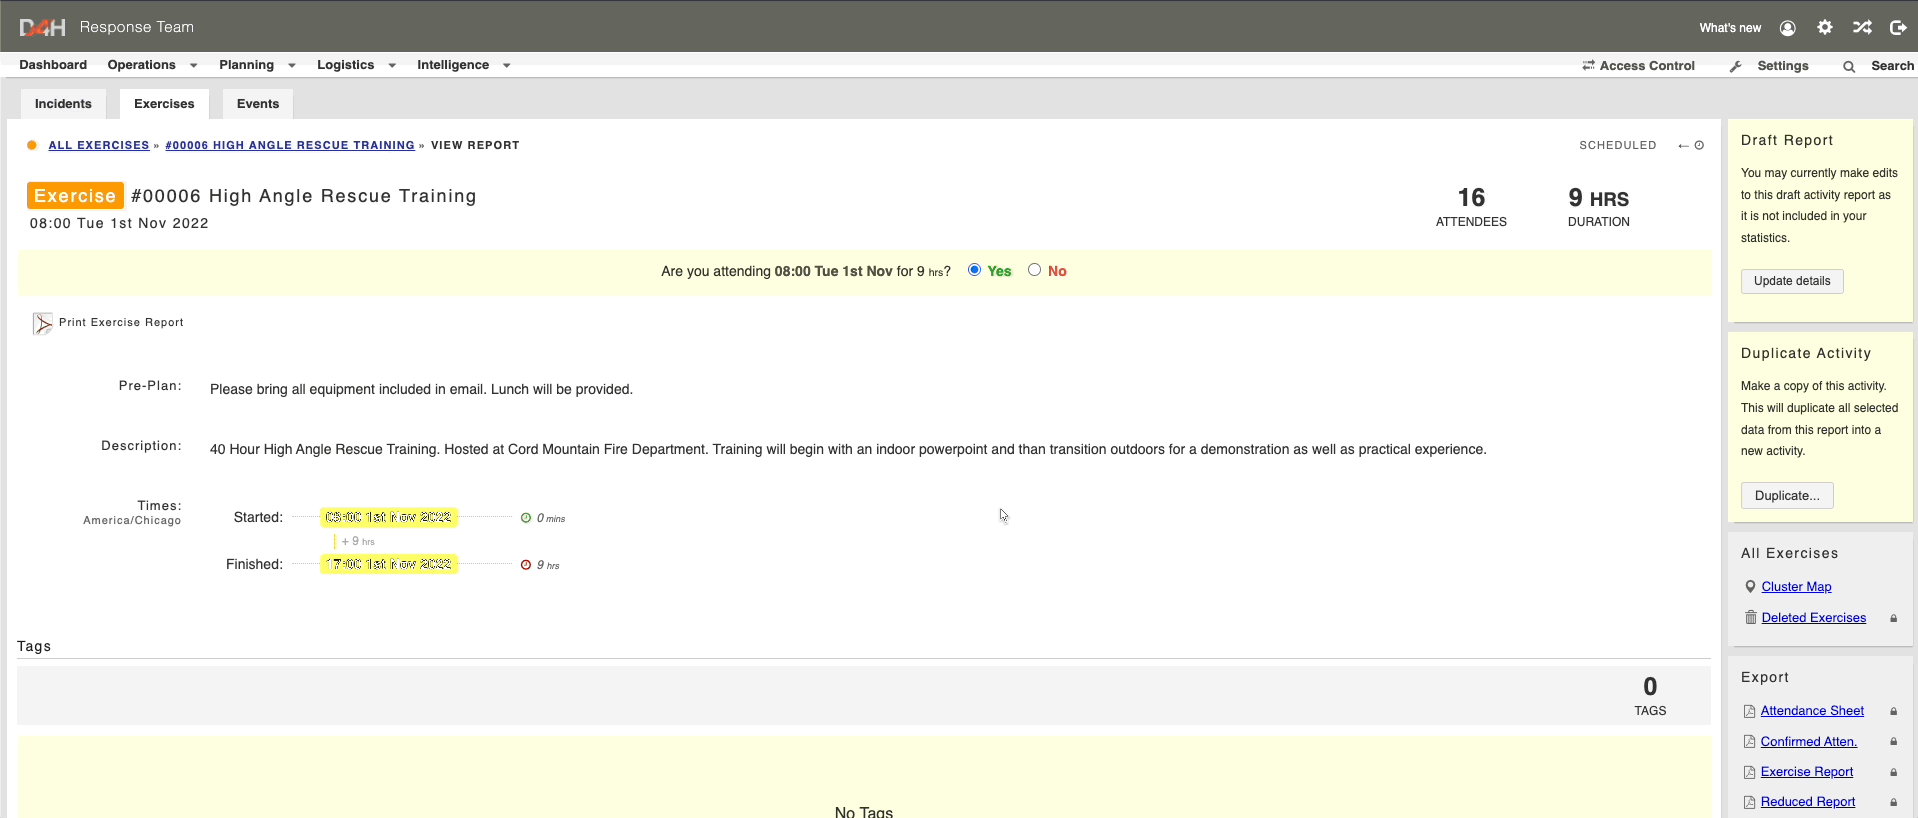 D4H Response Team
What's new
Dashboard Operations Planning Logistics Intelligence
Access Control Settings Search
Incidents Exercises Events
ALL EXERCISES » #00006 HIGH ANGLE RESCUE TRAINING » VIEW REPORT
SCHEDULED ←
Exercise #00006 High Angle Rescue Training
08:00 Tue 1st Nov 2022
16
ATTENDEES
9 HRS
DURATION
Are you attending 08:00 Tue 1st Nov for 9 hrs? Yes No
Print Exercise Report
Pre-Plan: Please bring all equipment included in email. Lunch will be provided.
Description: 40 Hour High Angle Rescue Training. Hosted at Cord Mountain Fire Department. Training will begin with an indoor powerpoint and than transition outdoors for a demonstration as well as practical experience.
Times:
America/Chicago
Started: 08:00 1st Nov 2022 0 mins
+ 9 hrs
Finished: 17:00 1st Nov 2022 9 hrs
Tags
0
TAGS
No Tags
Draft Report
You may currently make edits
to this draft activity report as
it is not included in your
statistics.
Update details
Duplicate Activity
Make a copy of this activity.
This will duplicate all selected
data from this report into a
new activity.
Duplicate...
All Exercises
Cluster Map
Deleted Exercises
Export
Attendance Sheet
Confirmed Atten.
Exercise Report
Reduced Report